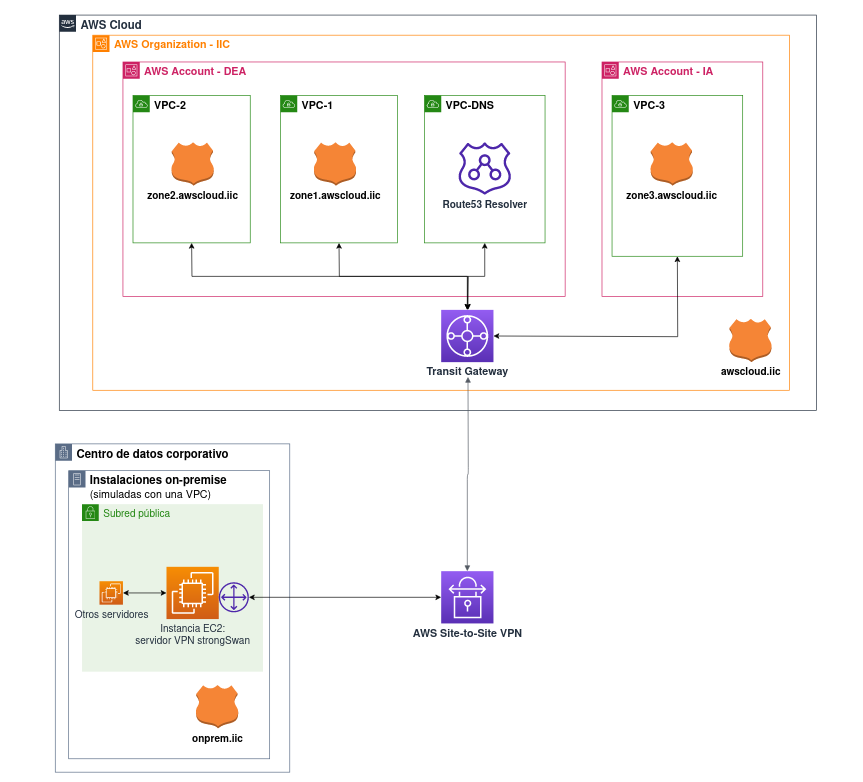 aws
AWS Cloud
AWS Organization - IIC
AWS Account - DEA
AWS Account - IA
VPC-2
VPC-1
VPC-DNS
VPC-3
zone2.awscloud.iic
zone1.awscloud.iic
Route53 Resolver
zone3.awscloud.iic
Transit Gateway
awscloud.iic
Centro de datos corporativo
Instalaciones on-premise
(simuladas con una VPC)
Subred pública
Otros servidores
Instancia EC2:
servidor VPN strongSwan
AWS Site-to-Site VPN
onprem.iic